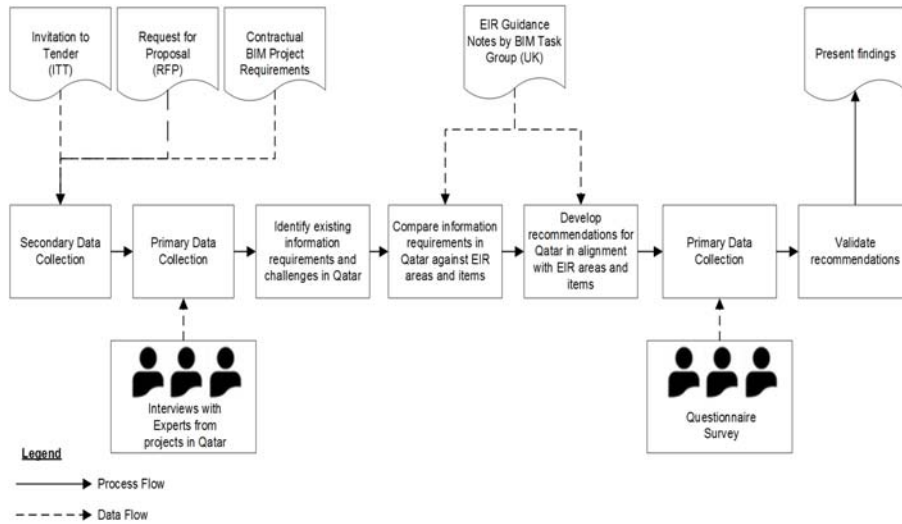 Invitation to
Tender
(ITT)
Request for
Proposal
(RFP)
Contractual
BIM Project
Requirements
EIR Guidance
Notes by BIM Task
Group (UK)
Present findings
Secondary Data
Collection
Primary Data
Collection
Identify existing
information
requirements and
challenges in Qatar
Compare information
requirements in
Qatar against EIR
areas and items
Develop
recommendations for
Qatar in alignment
with EIR areas and
items
Primary Data
Collection
Validate
recommendations
Interviews with
Experts from
projects in Qatar
Questionnaire
Survey
Legend
Process Flow
Data Flow